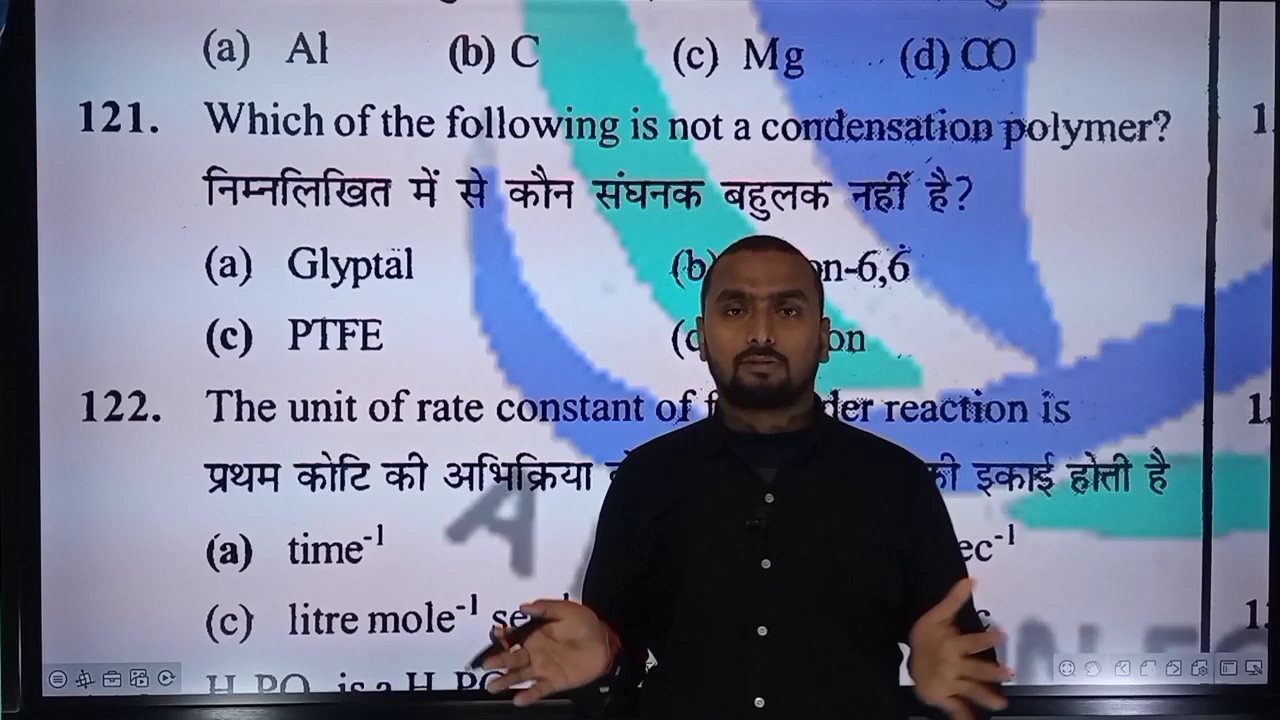 (a) Al (b) C (c) Mg (d) CO
121. Which of the following is not a condensation polymer?
निम्नलिखित में से कौन संघनक बहुलक नहीं है?
(a) Glyptal (b) on-6,6
(c) PTFE on
122. The unit of rate constant of der reaction is
प्रथम कोटि की अभिक्रिया की इकाई होती है
(a) time⁻¹ ec⁻¹
(c) litre mole⁻¹
is a